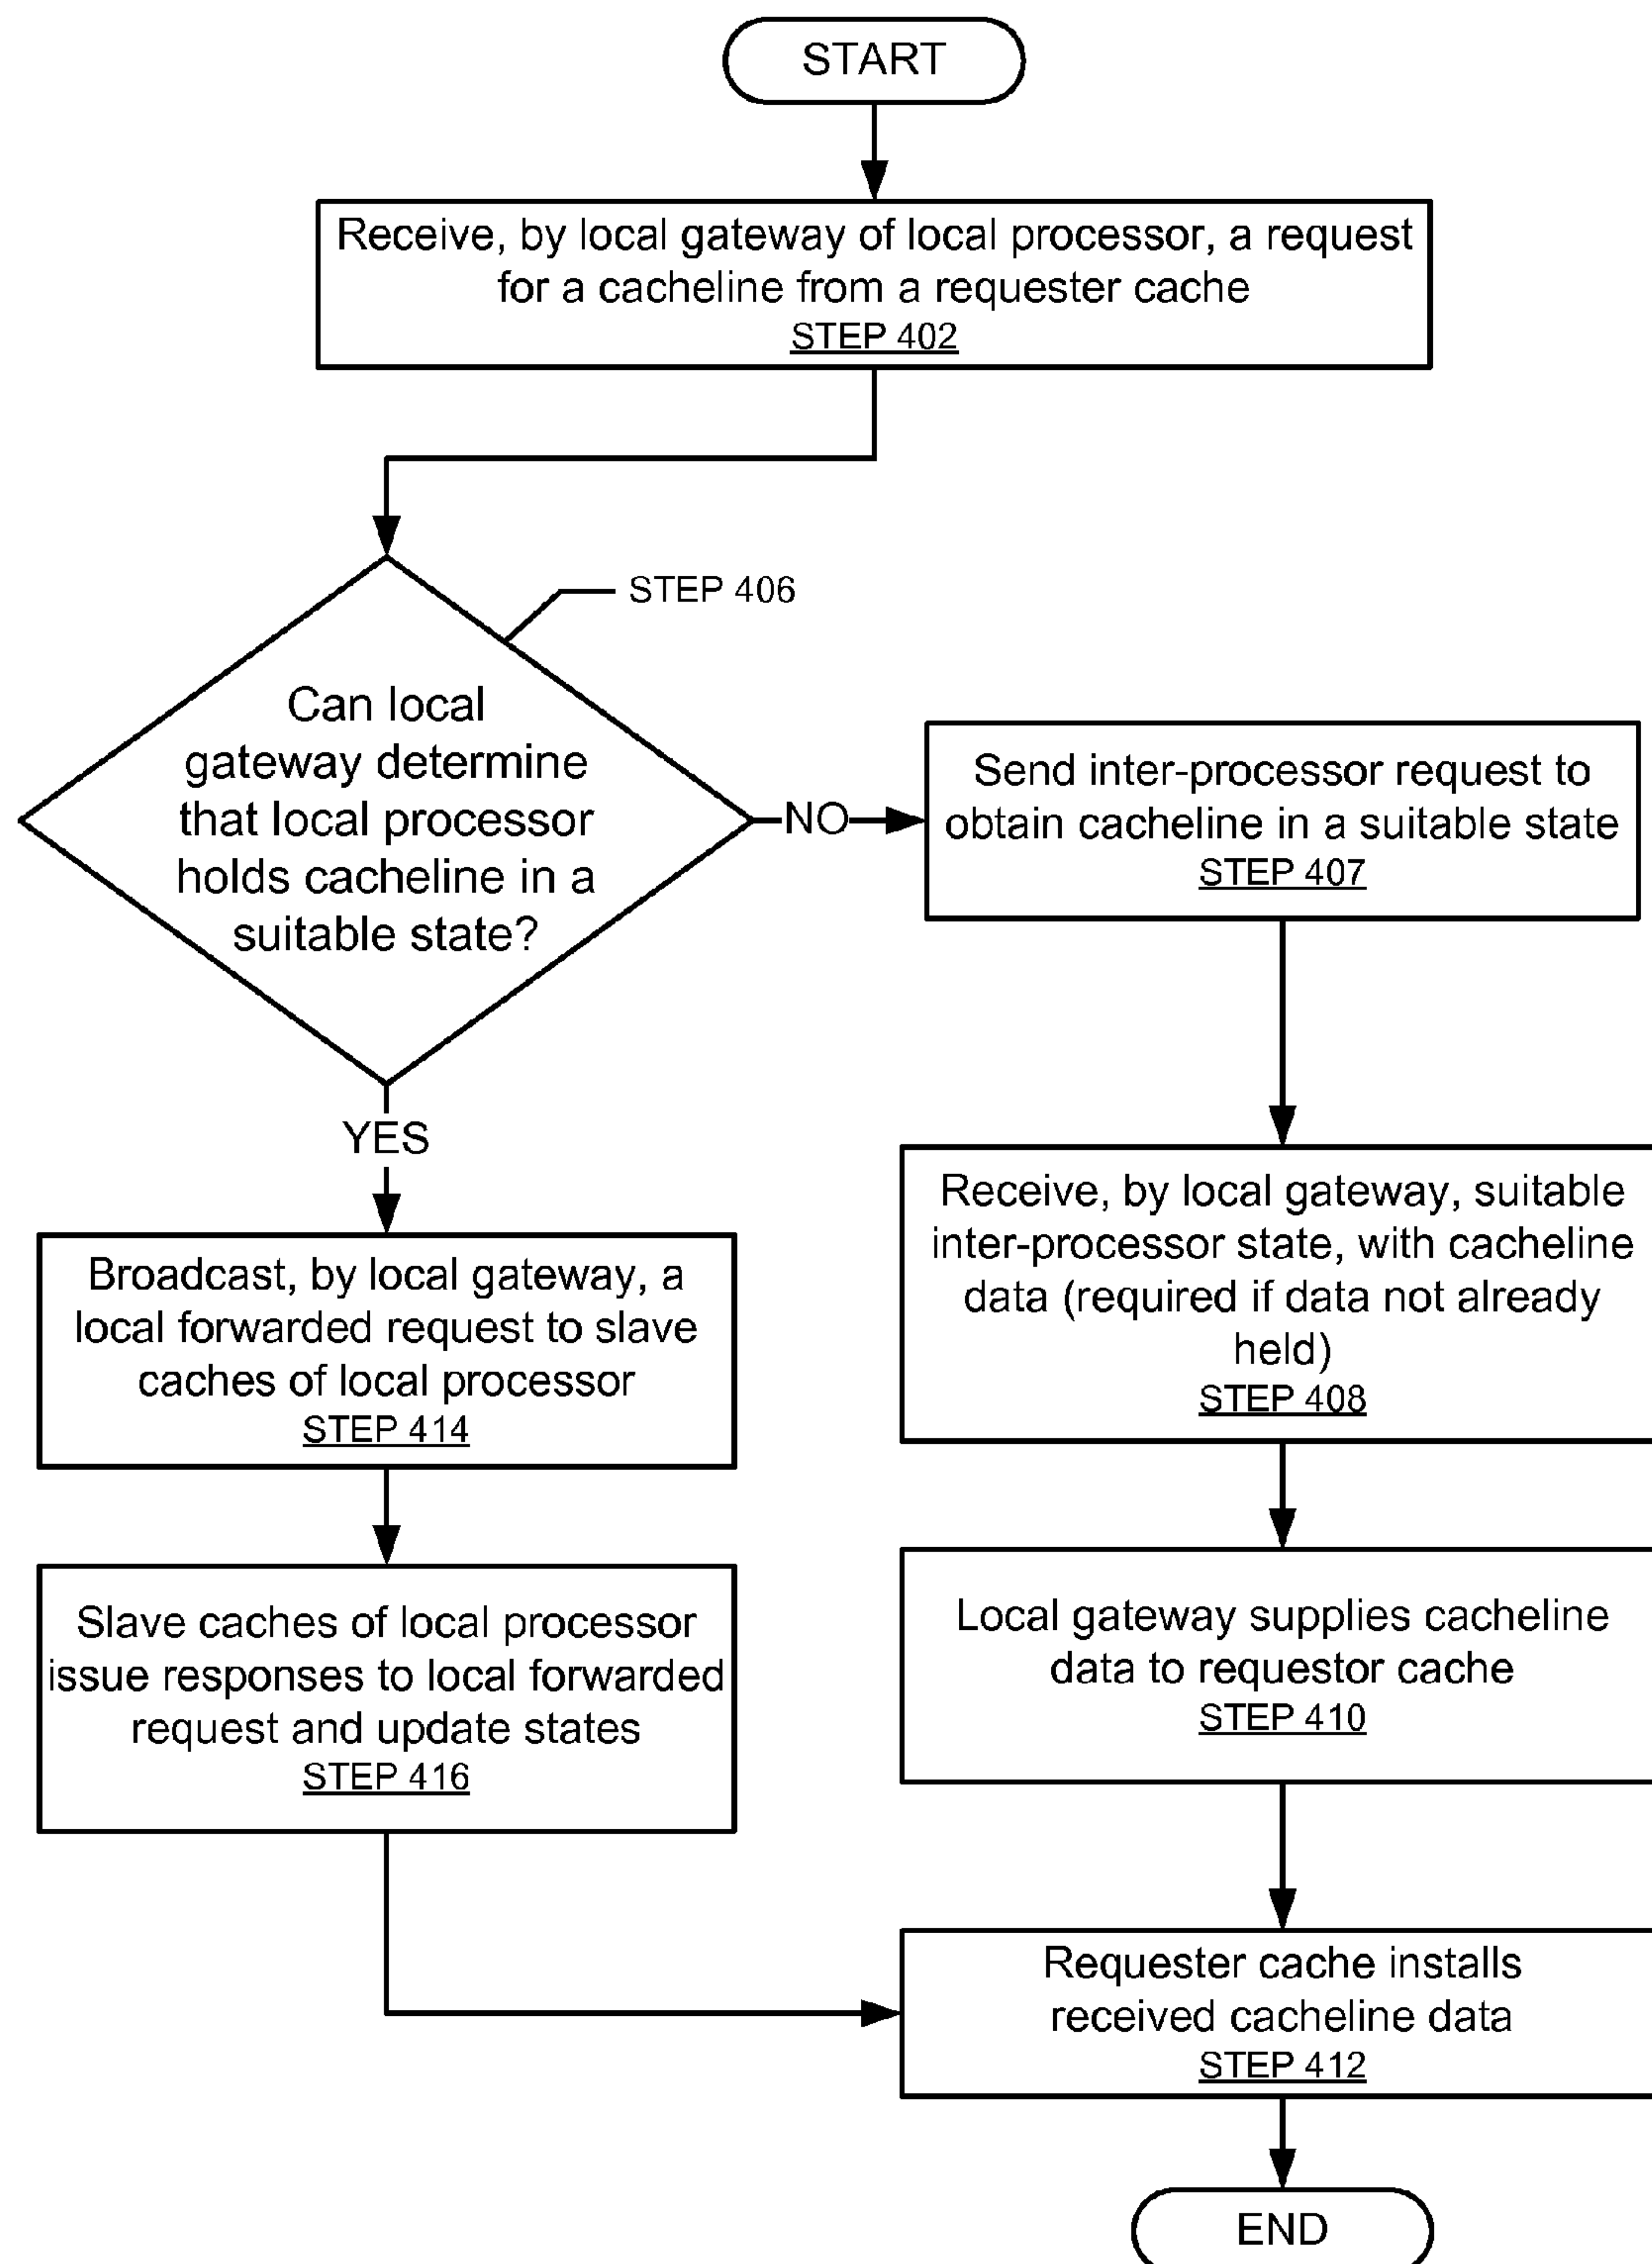 START
Receive, by local gateway of local processor, a request
for a cacheline from a requester cache
STEP 402
STEP 406
Can local
gateway determine
that local processor
holds cacheline in a
suitable state?
NO
Send inter-processor request to
obtain cacheline in a suitable state
STEP 407
YES
Receive, by local gateway, suitable
inter-processor state, with cacheline
data (required if data not already
held)
STEP 408
Broadcast, by local gateway, a
local forwarded request to slave
caches of local processor
STEP 414
Local gateway supplies cacheline
data to requestor cache
STEP 410
Slave caches of local processor
issue responses to local forwarded
request and update states
STEP 416
Requester cache installs
received cacheline data
STEP 412
END